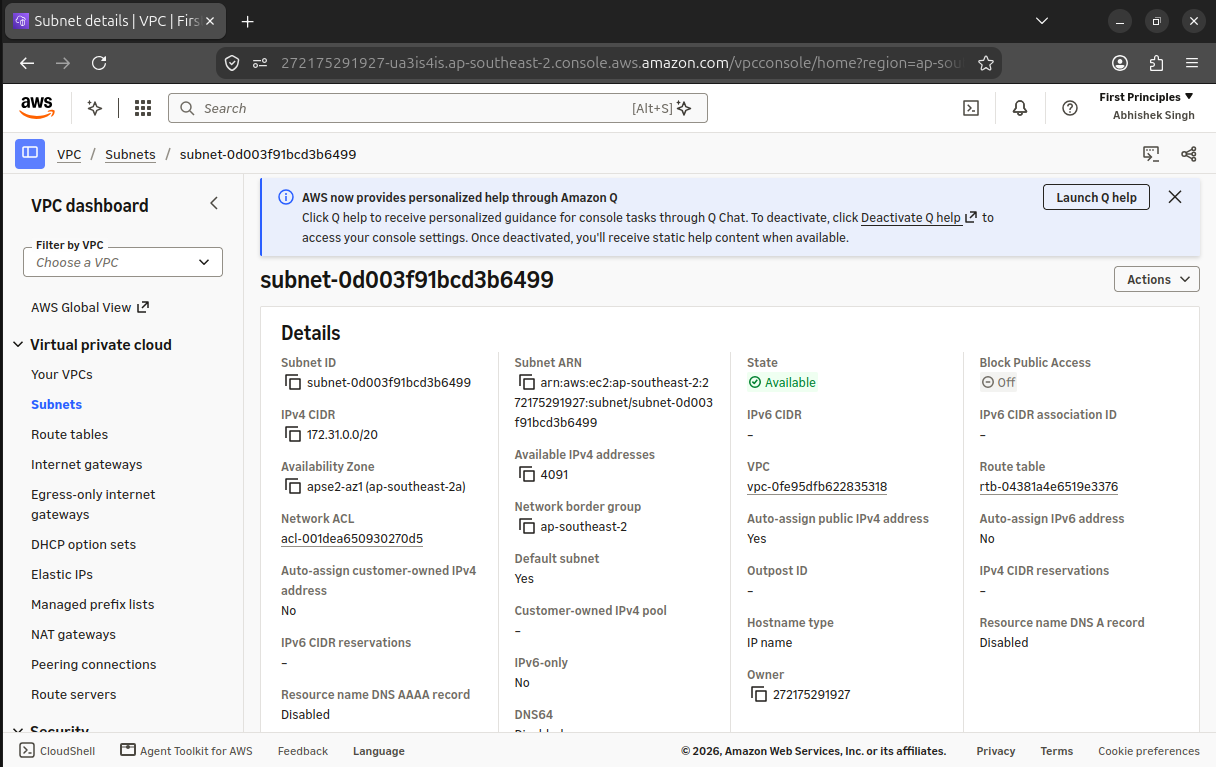 Subnet details | VPC | Firs
272175291927-ua3is4is.ap-southeast-2.console.aws.amazon.com/vpcconsole/home?region=ap-sou
aws
Search
[Alt+S]
First Principles
Abhishek Singh
VPC / Subnets / subnet-0d003f91bcd3b6499
VPC dashboard
Filter by VPC
Choose a VPC
AWS Global View
Virtual private cloud
Your VPCs
Subnets
Route tables
Internet gateways
Egress-only internet
gateways
DHCP option sets
Elastic IPs
Managed prefix lists
NAT gateways
Peering connections
Route servers
Security
AWS now provides personalized help through Amazon Q
Click Q help to receive personalized guidance for console tasks through Q Chat. To deactivate, click Deactivate Q help to
access your console settings. Once deactivated, you'll receive static help content when available.
Launch Q help
subnet-0d003f91bcd3b6499
Actions
Details
Subnet ID
subnet-0d003f91bcd3b6499
IPv4 CIDR
172.31.0.0/20
Availability Zone
apse2-az1 (ap-southeast-2a)
Network ACL
acl-001dea650930270d5
Auto-assign customer-owned IPv4
address
No
IPv6 CIDR reservations
–
Resource name DNS AAAA record
Disabled
Subnet ARN
arn:aws:ec2:ap-southeast-2:2
72175291927:subnet/subnet-0d003
f91bcd3b6499
Available IPv4 addresses
4091
Network border group
ap-southeast-2
Default subnet
Yes
Customer-owned IPv4 pool
–
IPv6-only
No
DNS64
Disabled
State
Available
IPv6 CIDR
–
VPC
vpc-0fe95dfb622835318
Auto-assign public IPv4 address
Yes
Outpost ID
–
Hostname type
IP name
Owner
272175291927
Block Public Access
Off
IPv6 CIDR association ID
–
Route table
rtb-04381a4e6519e3376
Auto-assign IPv6 address
No
IPv4 CIDR reservations
–
Resource name DNS A record
Disabled
CloudShell
Agent Toolkit for AWS
Feedback
Language
© 2026, Amazon Web Services, Inc. or its affiliates.
Privacy
Terms
Cookie preferences